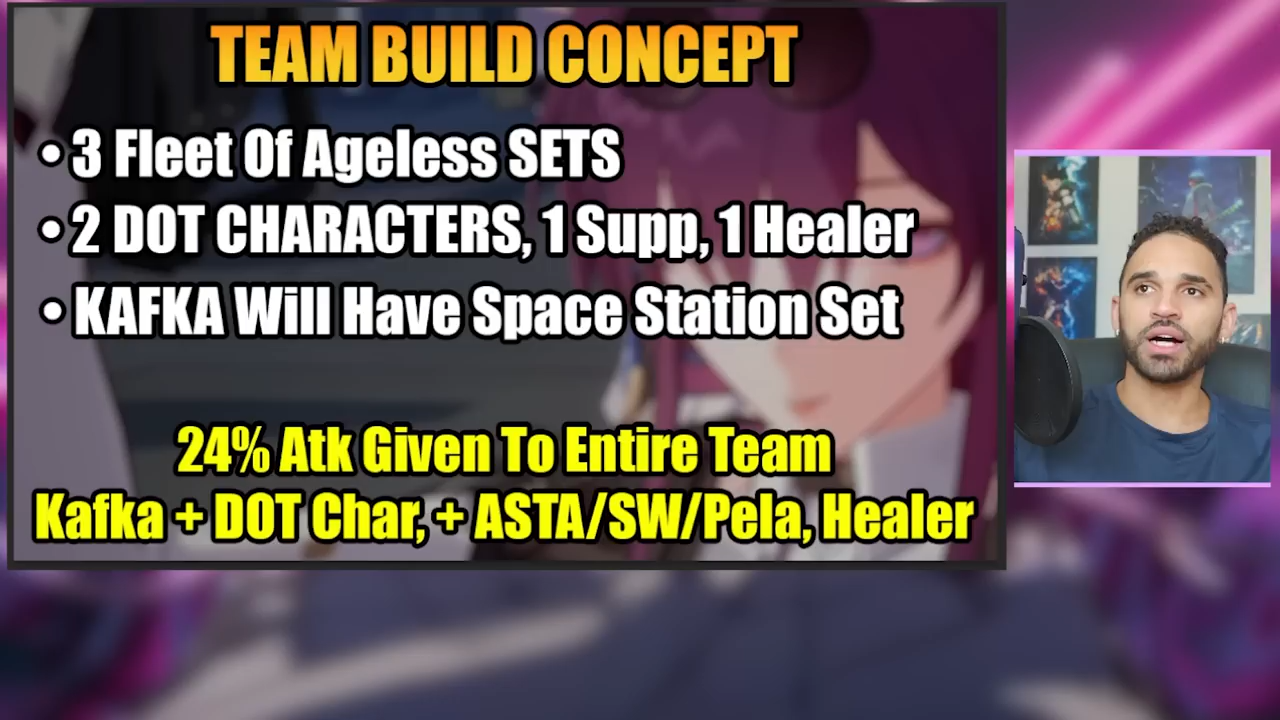 TEAM BUILD CONCEPT
• 3 Fleet Of Ageless SETS
• 2 DOT CHARACTERS, 1 Supp, 1 Healer
• KAFKA Will Have Space Station Set
24% Atk Given To Entire Team
Kafka + DOT Char, + ASTA/SW/Pela, Healer